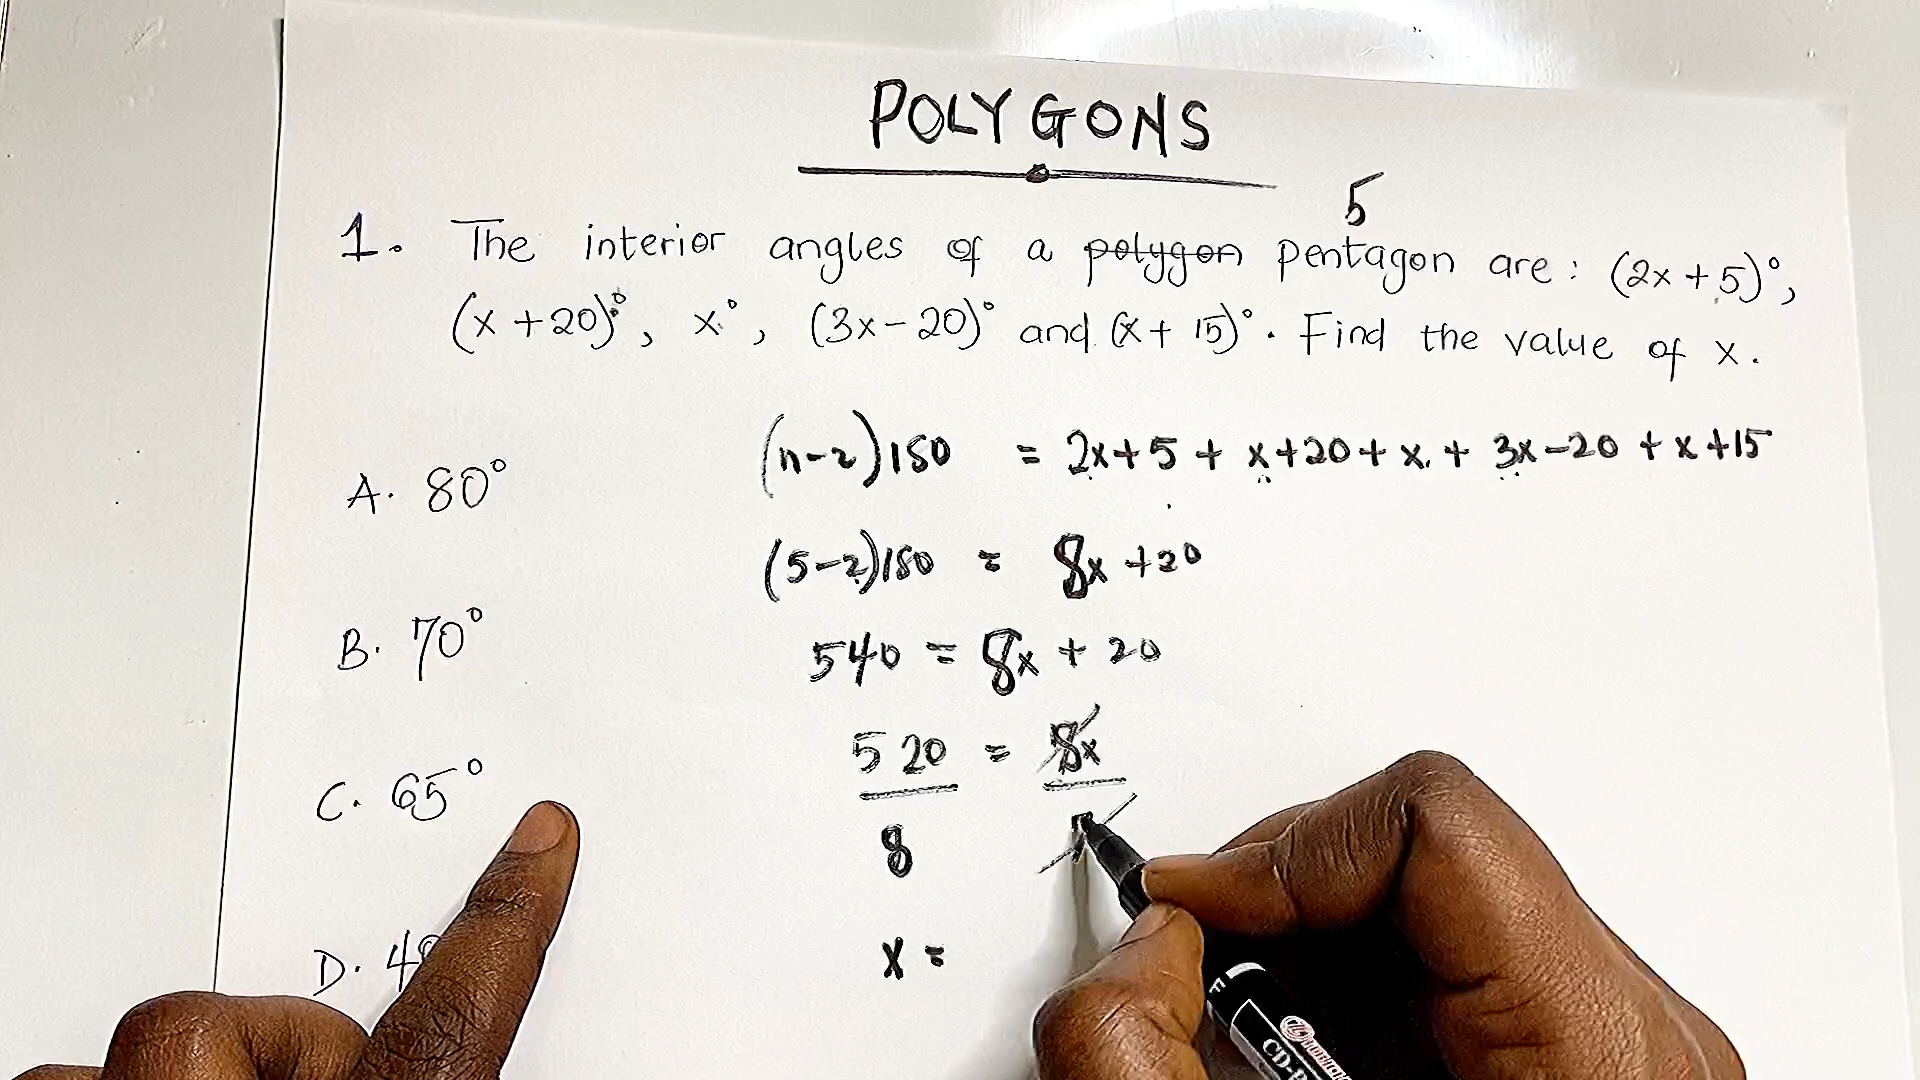 POLYGONS
5
1. The interior angles of a polygon pentagon are: (2x + 5)°,
(x + 20)°, x°, (3x - 20)° and (x + 15)°. Find the value of x.
(n-2)180 = 2x+5 + x+20 + x + 3x-20 + x+15
A. 80°
(5-2)180 = 8x +20
B. 70°
540 = 8x + 20
520 = 8x
C. 65°
8
x =
D.
F
CD-P